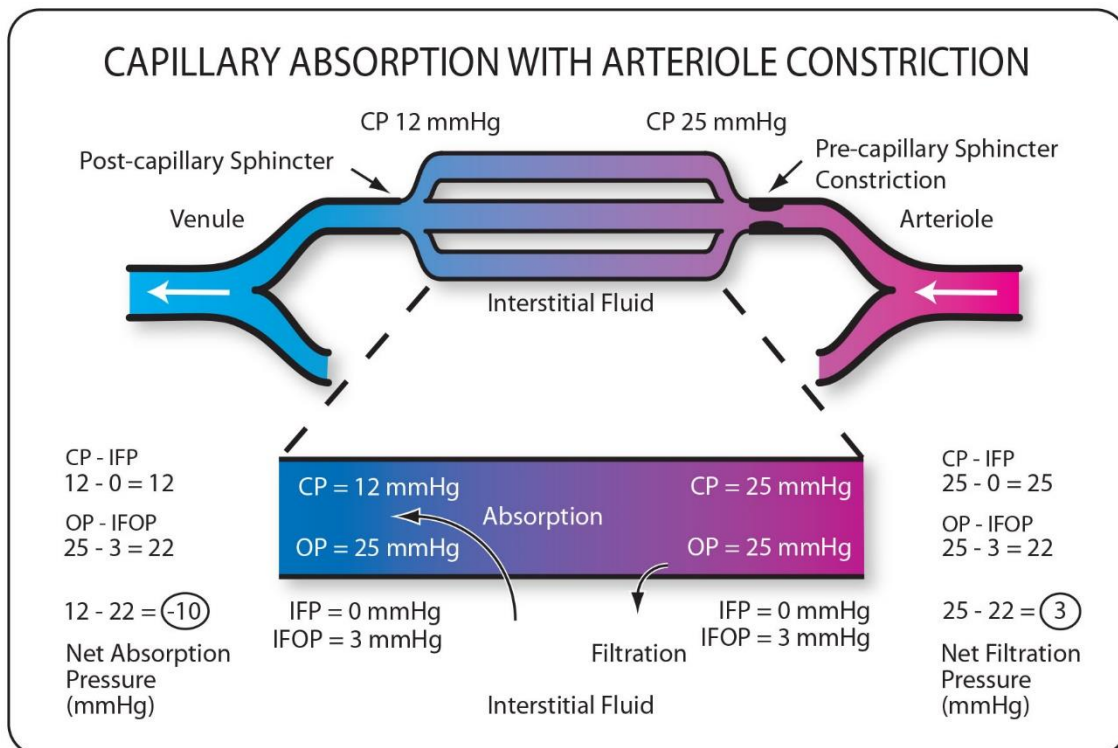 CAPILLARY ABSORPTION WITH ARTERIOLE CONSTRICTION
CP 12 mmHg
CP 25 mmHg
Post-capillary Sphincter
Pre-capillary Sphincter
Constriction
Venule
Arteriole
Interstitial Fluid
CP - IFP
12 - 0 = 12
OP - IFOP
25 - 3 = 22
12 - 22 = -10
Net Absorption
Pressure
(mmHg)
CP = 12 mmHg
CP = 25 mmHg
Absorption
OP = 25 mmHg
OP = 25 mmHg
IFP = 0 mmHg
IFOP = 3 mmHg
Filtration
IFP = 0 mmHg
IFOP = 3 mmHg
Interstitial Fluid
CP - IFP
25 - 0 = 25
OP - IFOP
25 - 3 = 22
25 - 22 = 3
Net Filtration
Pressure
(mmHg)